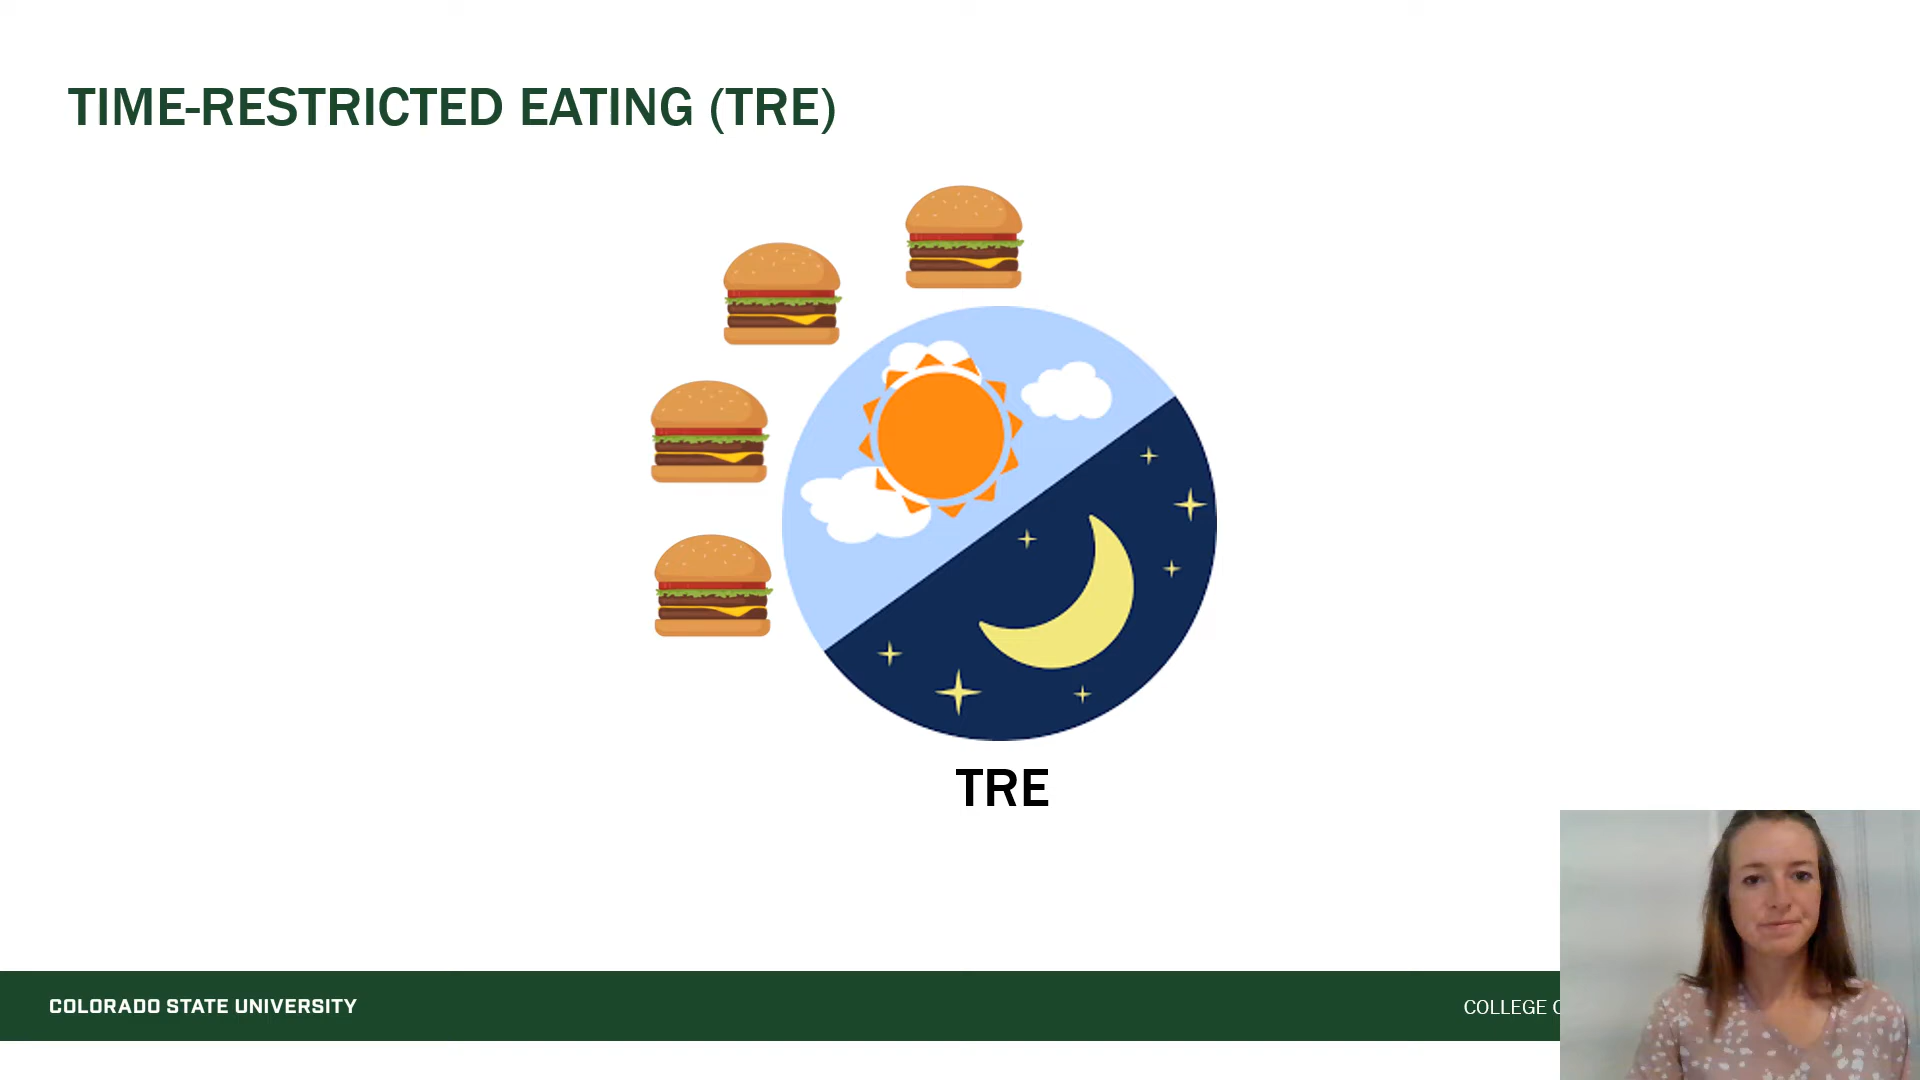 TIME-RESTRICTED EATING (TRE)
TRE
COLORADO STATE UNIVERSITY
COLLEGE